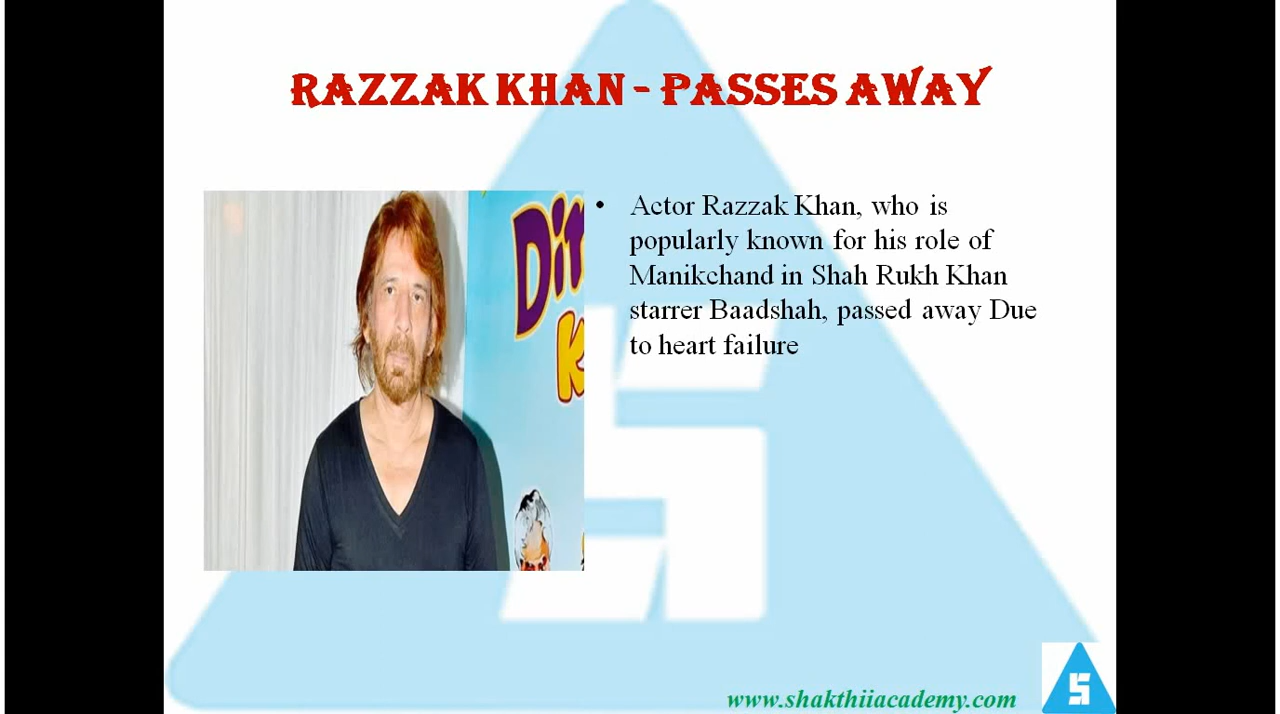 RAZZAK KHAN - PASSES AWAY
• Actor Razzak Khan, who is
popularly known for his role of
Manikchand in Shah Rukh Khan
starrer Baadshah, passed away Due
to heart failure
www.shakthiiacademy.com